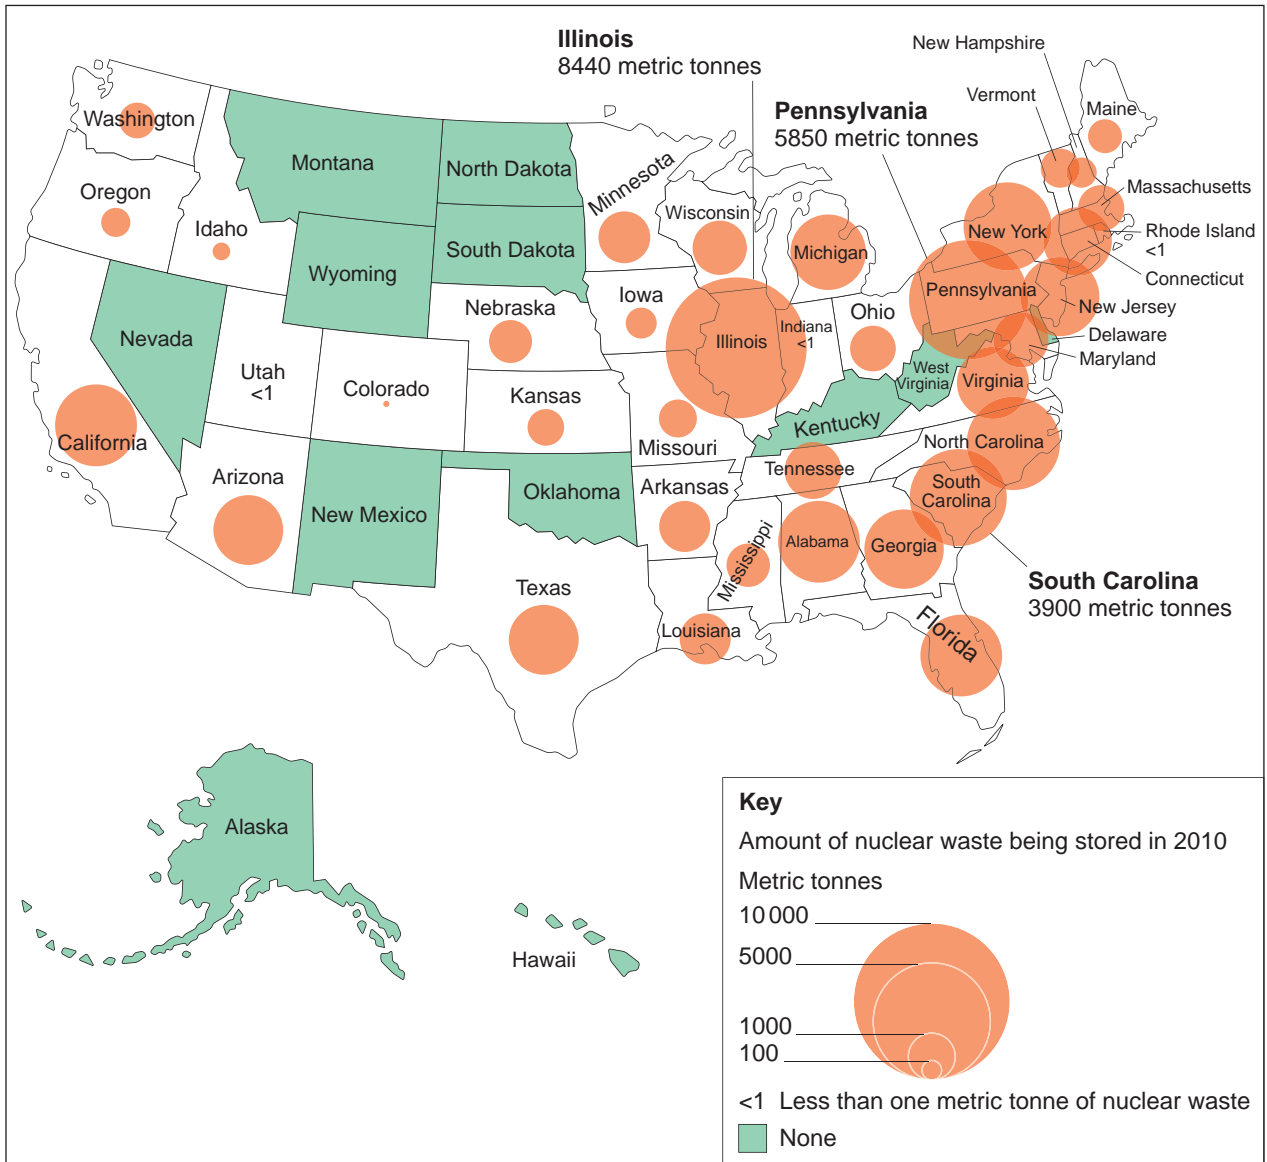 Illinois
8440 metric tonnes
Pennsylvania
5850 metric tonnes
New Hampshire
Vermont
Maine
Massachusetts
Rhode Island
<1
Connecticut
New Jersey
Delaware
Maryland
Washington
Oregon
Idaho
Montana
North Dakota
South Dakota
Wyoming
Minnesota
Wisconsin
Michigan
New York
Pennsylvania
Nevada
Utah
<1
Colorado
Nebraska
Iowa
Illinois
Indiana
<1
Ohio
West
Virginia
Virginia
California
Kansas
Missouri
Kentucky
North Carolina
Tennessee
South
Carolina
Arizona
New Mexico
Oklahoma
Arkansas
Mississippi
Alabama
Georgia
South Carolina
3900 metric tonnes
Texas
Louisiana
Florida
Alaska
Hawaii
Key
Amount of nuclear waste being stored in 2010
Metric tonnes
10 000
5000
1000
100
<1 Less than one metric tonne of nuclear waste
None